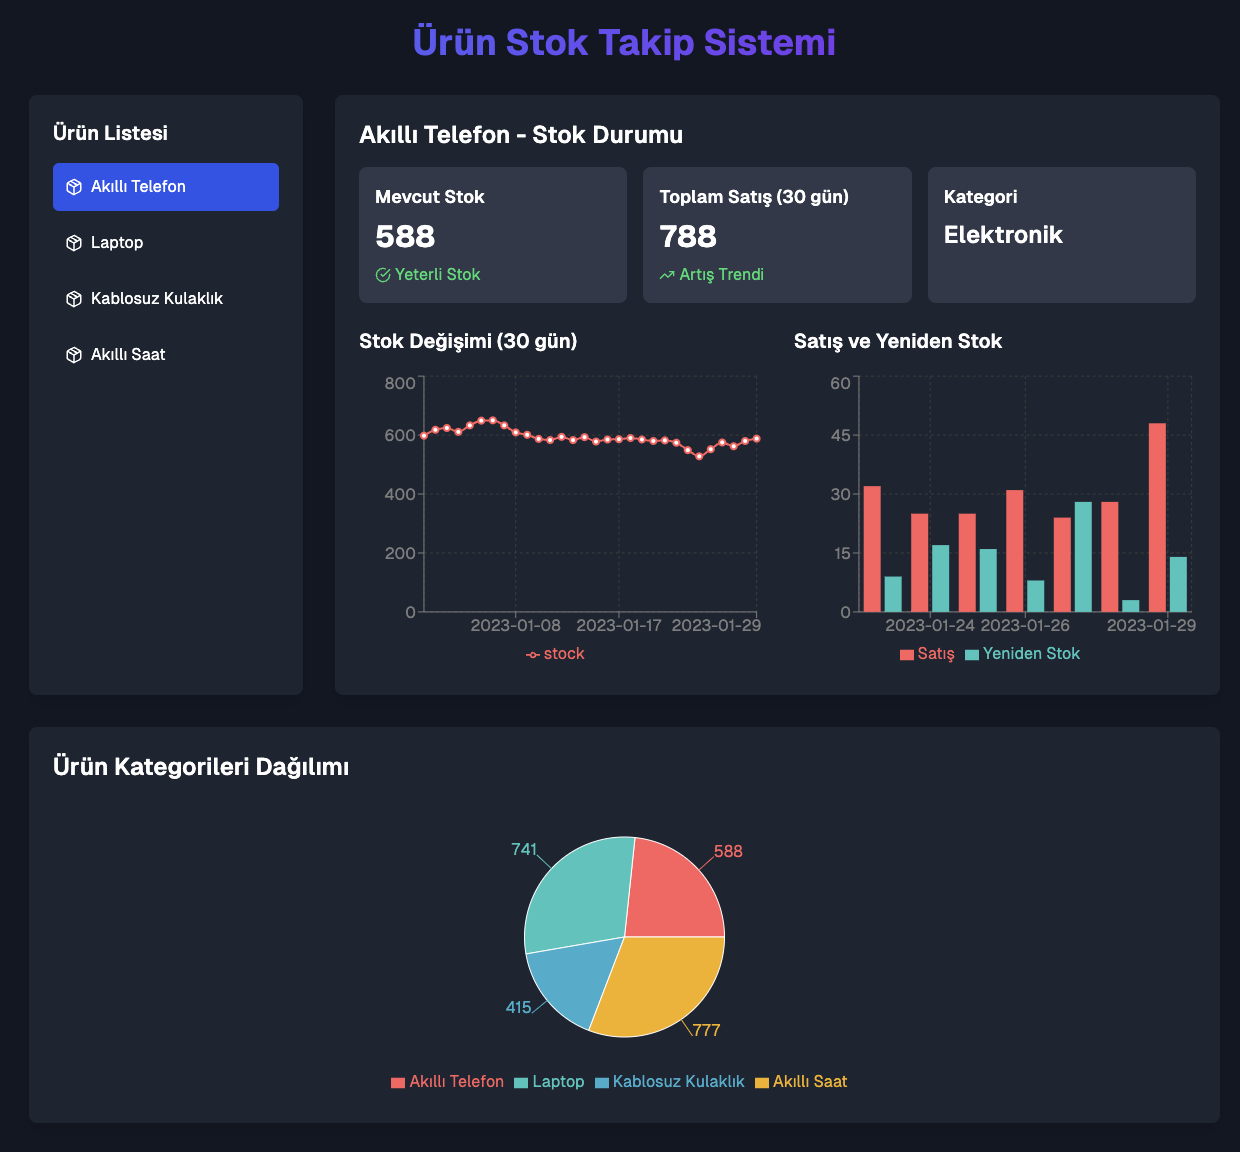 Ürün Stok Takip Sistemi
Ürün Listesi
Akıllı Telefon
Laptop
Kablosuz Kulaklık
Akıllı Saat
Akıllı Telefon - Stok Durumu
Mevcut Stok
588
Yeterli Stok
Toplam Satış (30 gün)
788
Artış Trendi
Kategori
Elektronik
Stok Değişimi (30 gün)
800
600
400
200
0
2023-01-08 2023-01-17 2023-01-29
stock
Satış ve Yeniden Stok
60
45
30
15
0
2023-01-24 2023-01-26 2023-01-29
Satış Yeniden Stok
Ürün Kategorileri Dağılımı
741
588
415
777
Akıllı Telefon Laptop Kablosuz Kulaklık Akıllı Saat